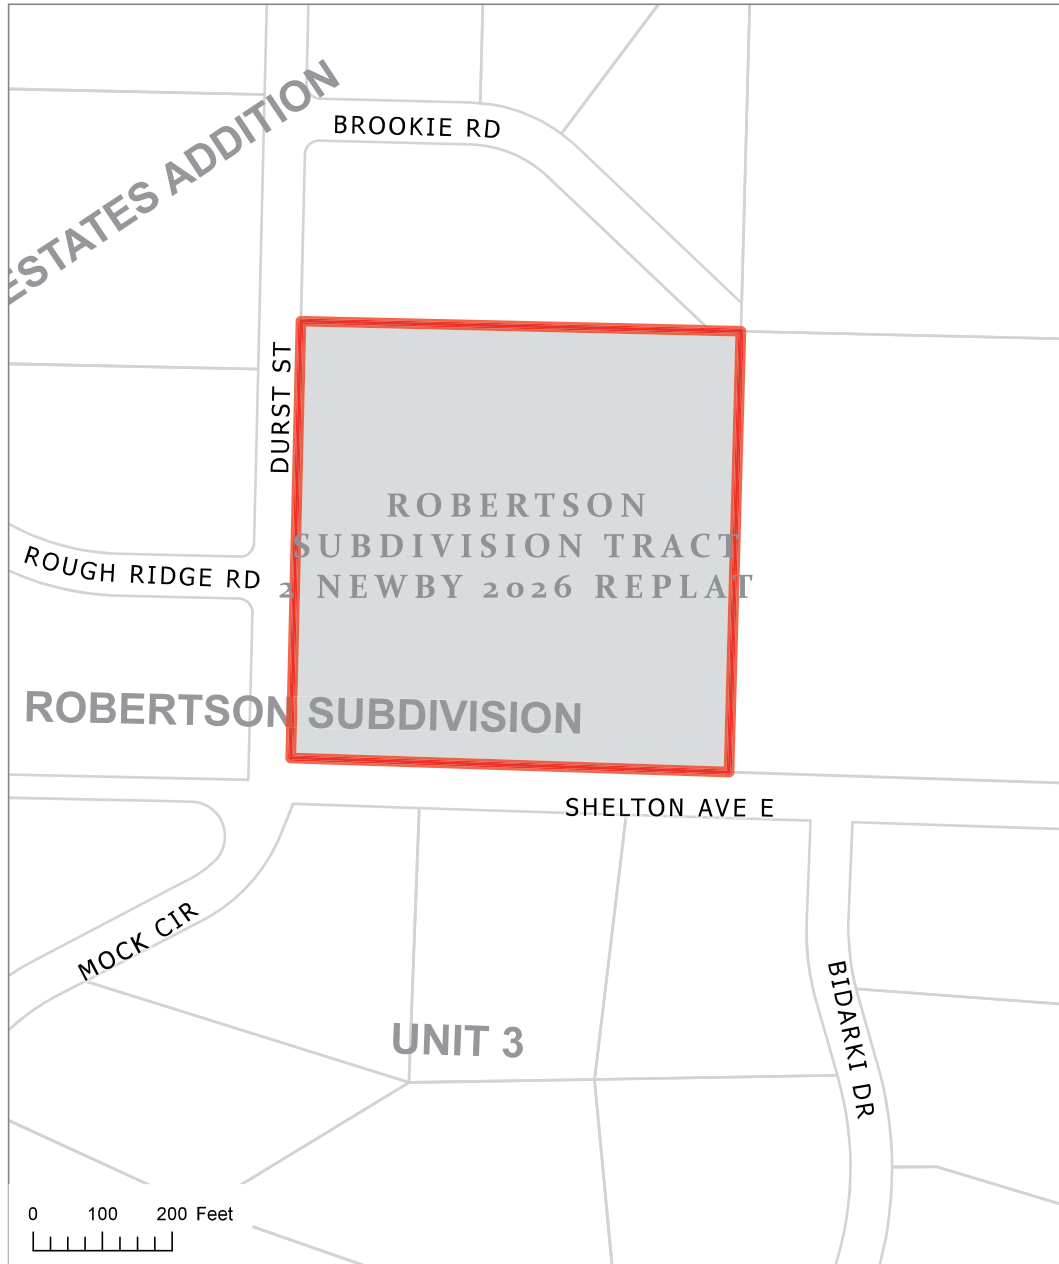 ESTATES ADDITION
BROOKIE RD
DURST ST
ROBERTSON
SUBDIVISION TRACT
2 NEWBY 2026 REPLAT
ROUGH RIDGE RD
ROBERTSON SUBDIVISION
SHELTON AVE E
MOCK CIR
BIDARKI DR
UNIT 3
0 100 200 Feet